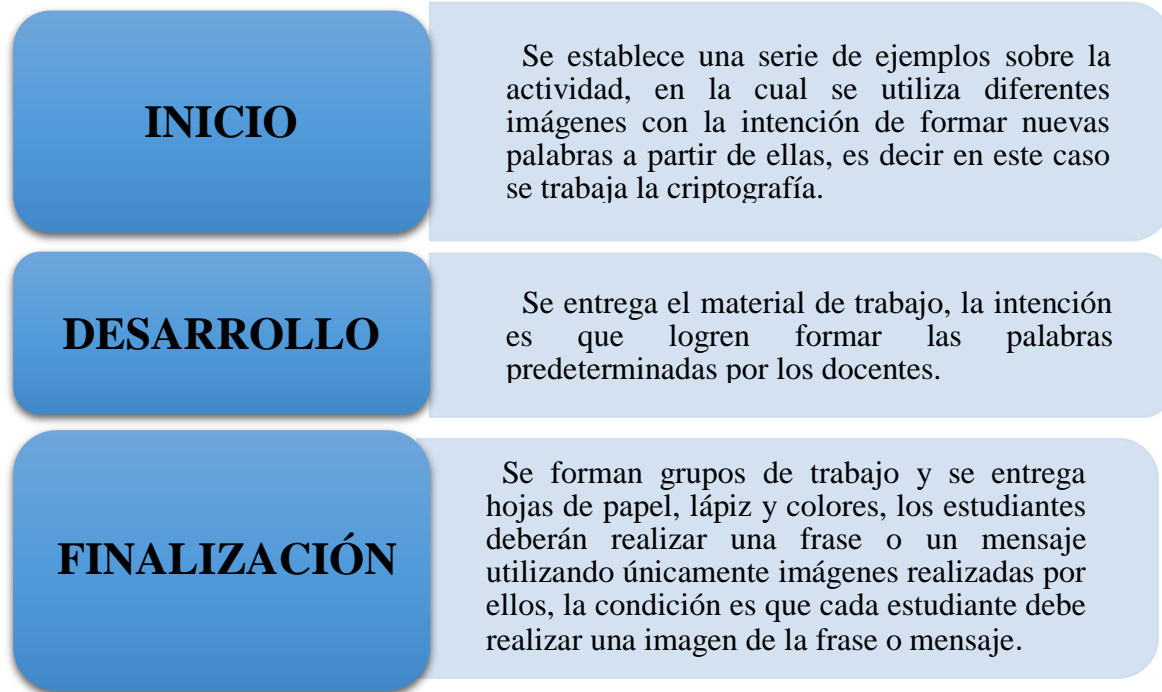 INICIO
Se establece una serie de ejemplos sobre la
actividad, en la cual se utiliza diferentes
imágenes con la intención de formar nuevas
palabras a partir de ellas, es decir en este caso
se trabaja la criptografía.
DESARROLLO
Se entrega el material de trabajo, la intención
es que logren formar las palabras
predeterminadas por los docentes.
FINALIZACIÓN
Se forman grupos de trabajo y se entrega
hojas de papel, lápiz y colores, los estudiantes
deberán realizar una frase o un mensaje
utilizando únicamente imágenes realizadas por
ellos, la condición es que cada estudiante debe
realizar una imagen de la frase o mensaje.